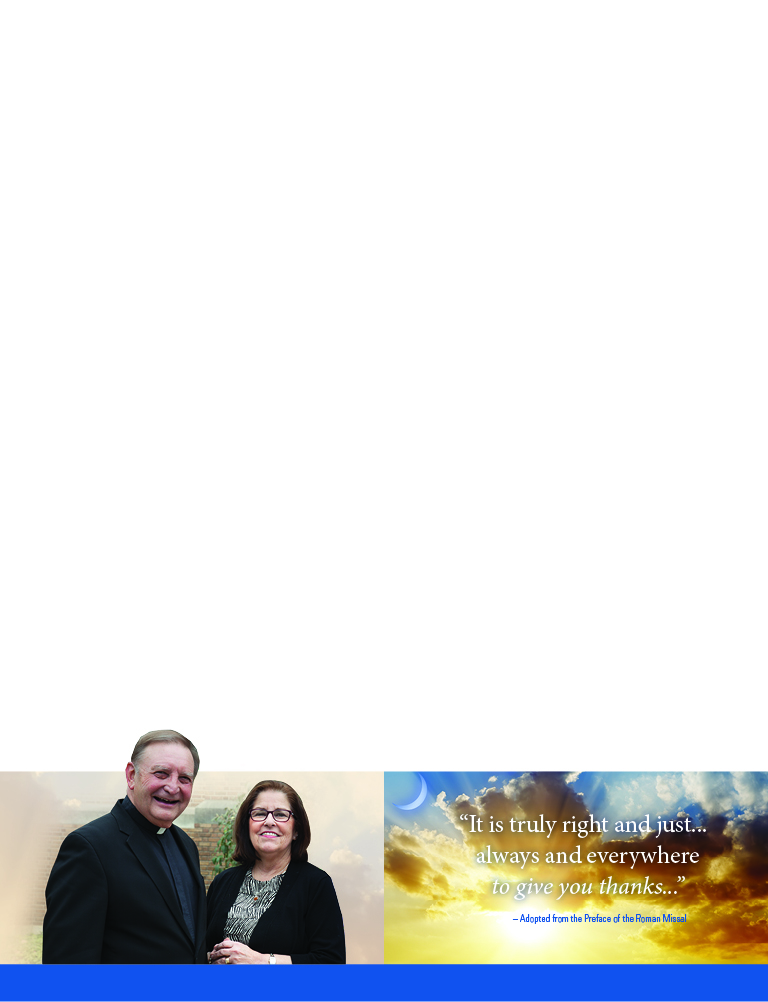 “It is truly right and just...
always and everywhere
to give you thanks...”
– Adopted from the Preface of the Roman Missal